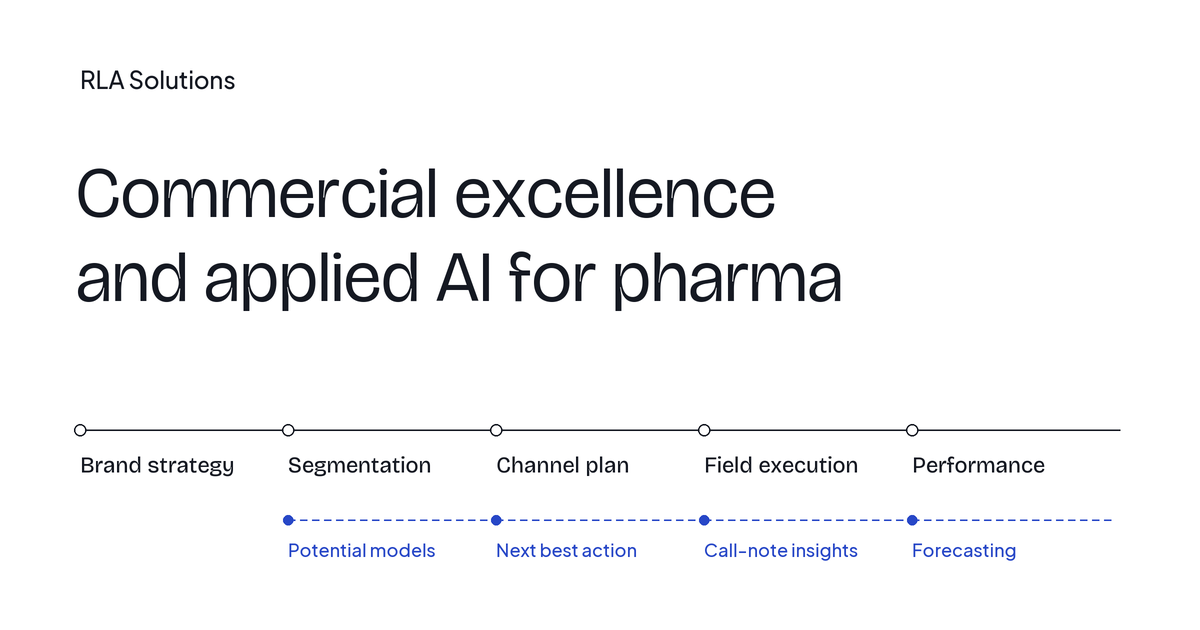 RLA Solutions
Commercial excellence
and applied AI for pharma
Brand strategy
Segmentation
Channel plan
Field execution
Performance
Potential models
Next best action
Call-note insights
Forecasting